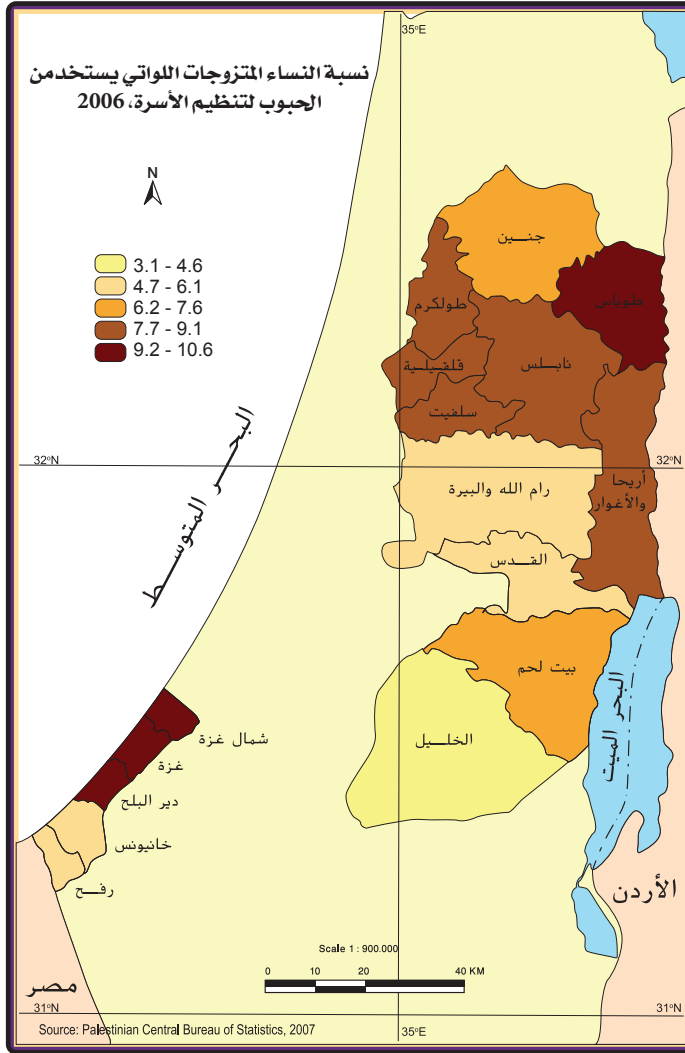 35°E
نسبة النساء المتزوجات اللواتي يستخدمن
الحبوب لتنظيم الأسرة، 2006
N
3.1 - 4.6
4.7 - 6.1
6.2 - 7.6
7.7 - 9.1
9.2 - 10.6
جنين
طوباس
طولكرم
نابلس
قلقيلية
سلفيت
البحر المتوسط
32°N
32°N
أريحا
والأغوار
رام الله والبيرة
القدس
بيت لحم
البحر الميت
الخليل
شمال غزة
غزة
دير البلح
خانيونس
رفح
الأردن
مصر
Scale 1 : 900.000
0 10 20 40 KM
31°N
31°N
Source: Palestinian Central Bureau of Statistics, 2007
35°E